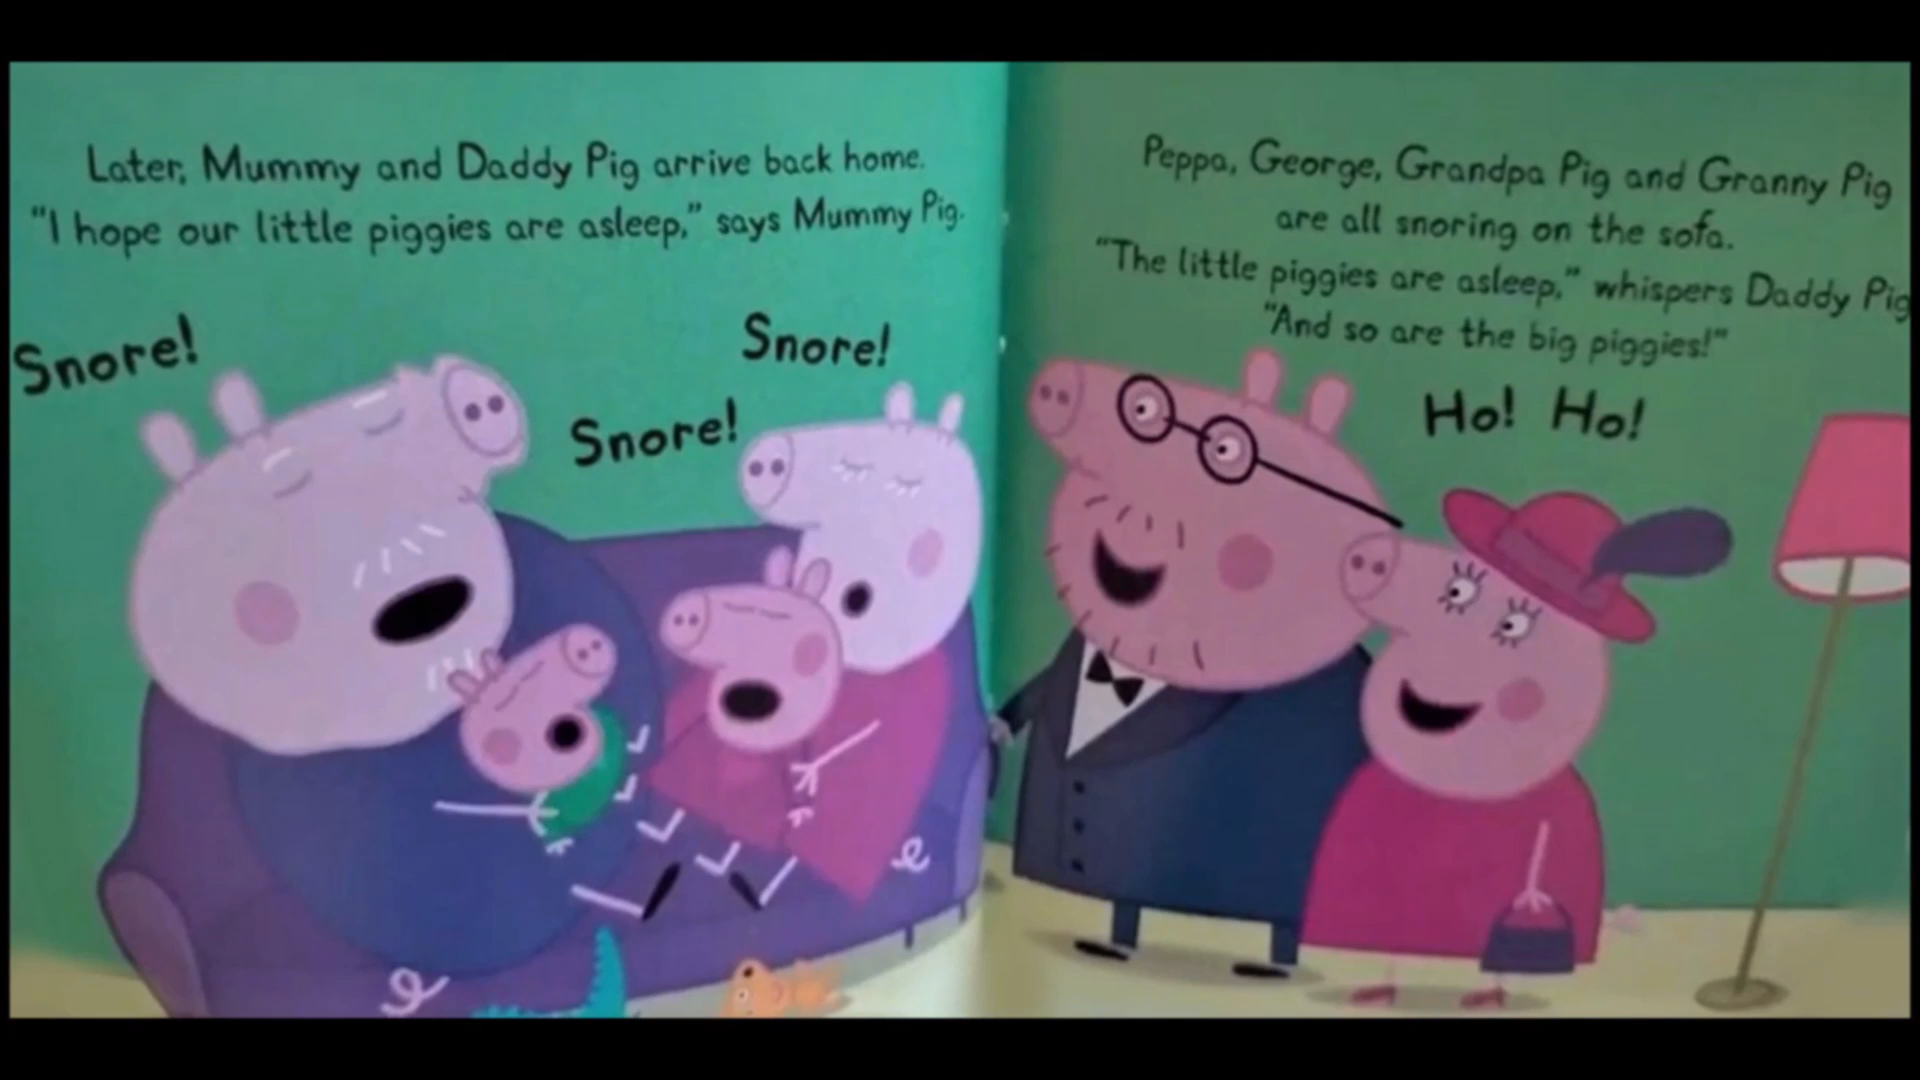 Later, Mummy and Daddy Pig arrive back home.
"I hope our little piggies are asleep," says Mummy Pig.
Snore!
Snore!
Snore!
Peppa, George, Grandpa Pig and Granny Pig
are all snoring on the sofa.
"The little piggies are asleep," whispers Daddy Pig
"And so are the big piggies!"
Ho! Ho!